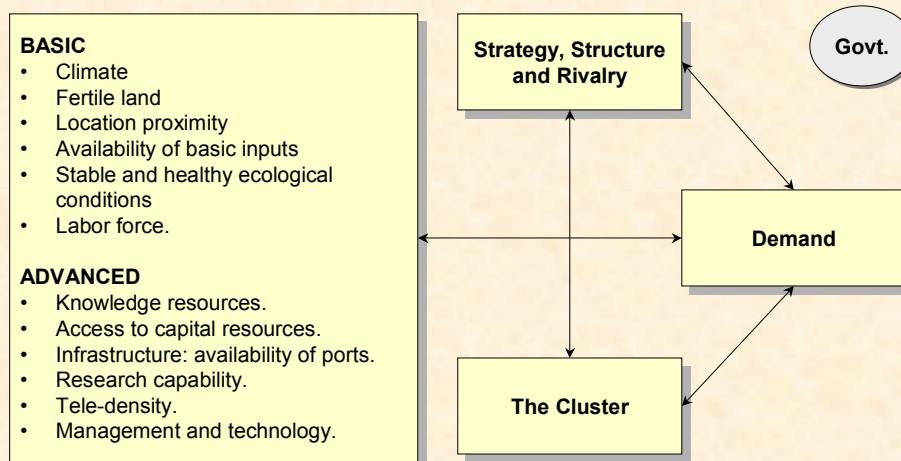 BASIC
• Climate
• Fertile land
• Location proximity
• Availability of basic inputs
• Stable and healthy ecological
conditions
• Labor force.
ADVANCED
• Knowledge resources.
• Access to capital resources.
• Infrastructure: availability of ports.
• Research capability.
• Tele-density.
• Management and technology.
Strategy, Structure
and Rivalry
Govt.
Demand
The Cluster